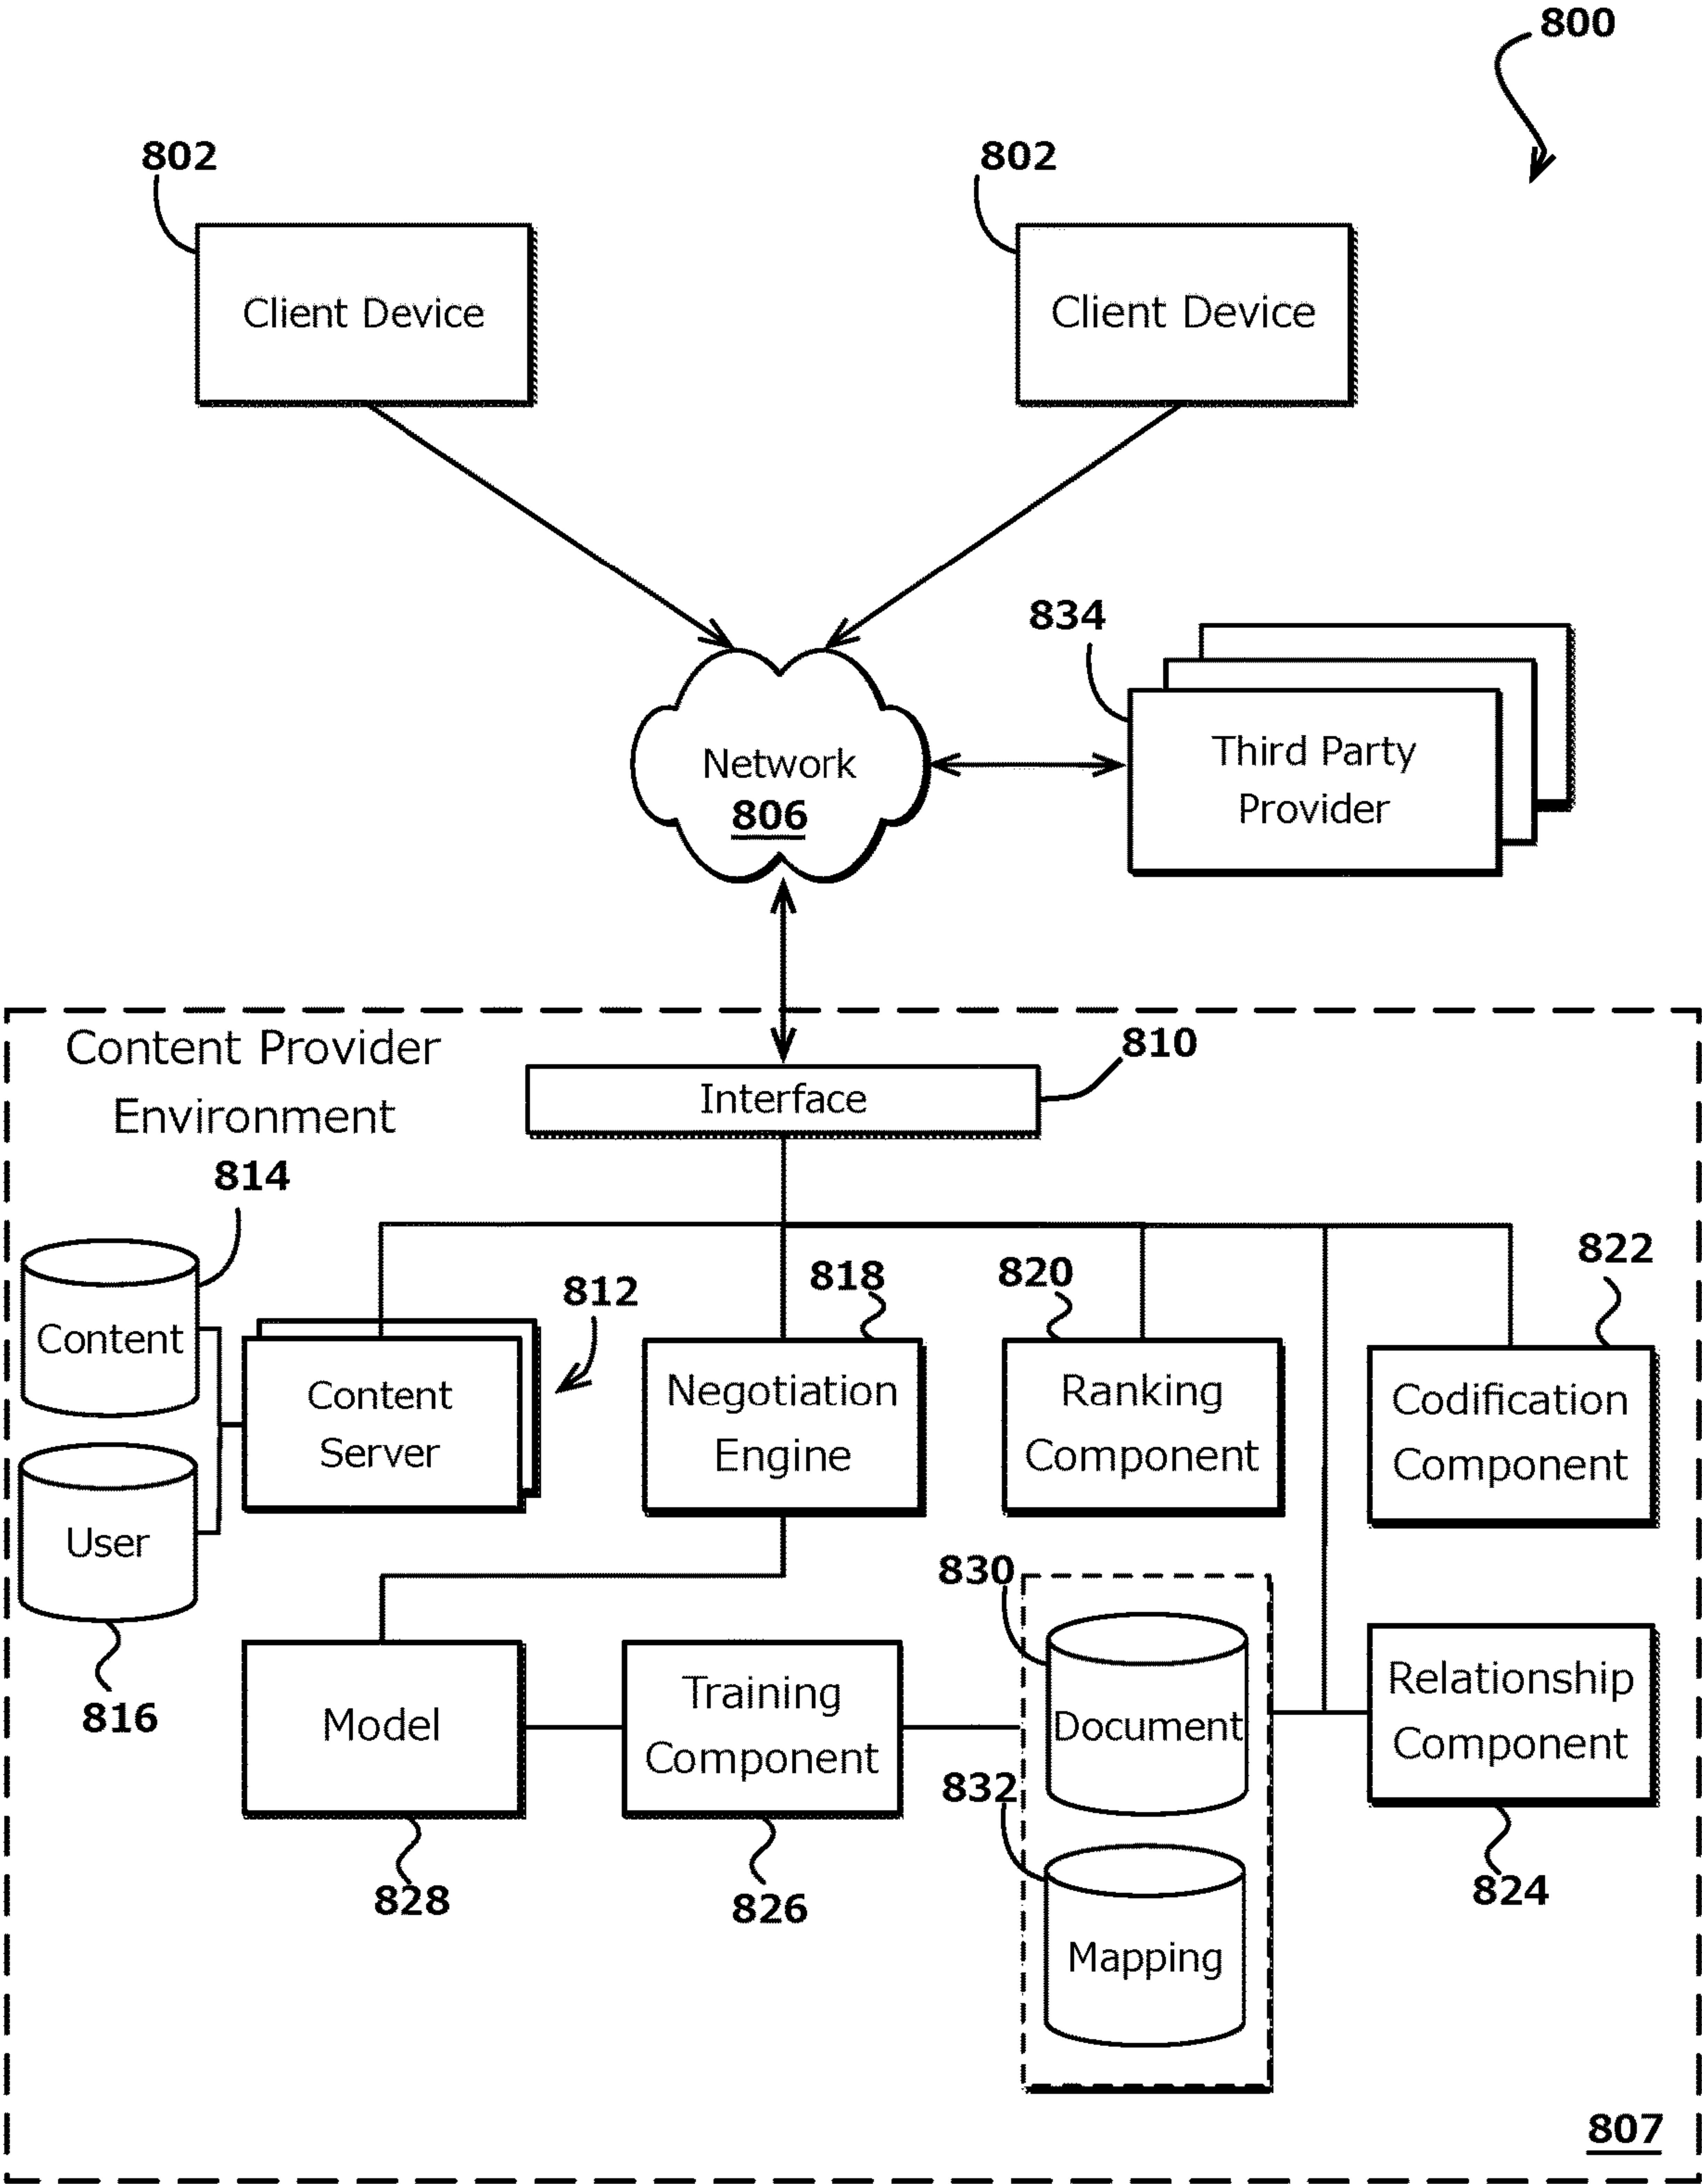 800
802
802
Client Device
Client Device
834
Third Party
Provider
Network
806
Content Provider
Environment
810
Interface
814
812
818
820
822
Content
User
816
Content
Server
Negotiation
Engine
Ranking
Component
Codification
Component
830
832
Model
828
Training
Component
826
Document
Mapping
Relationship
Component
824
807